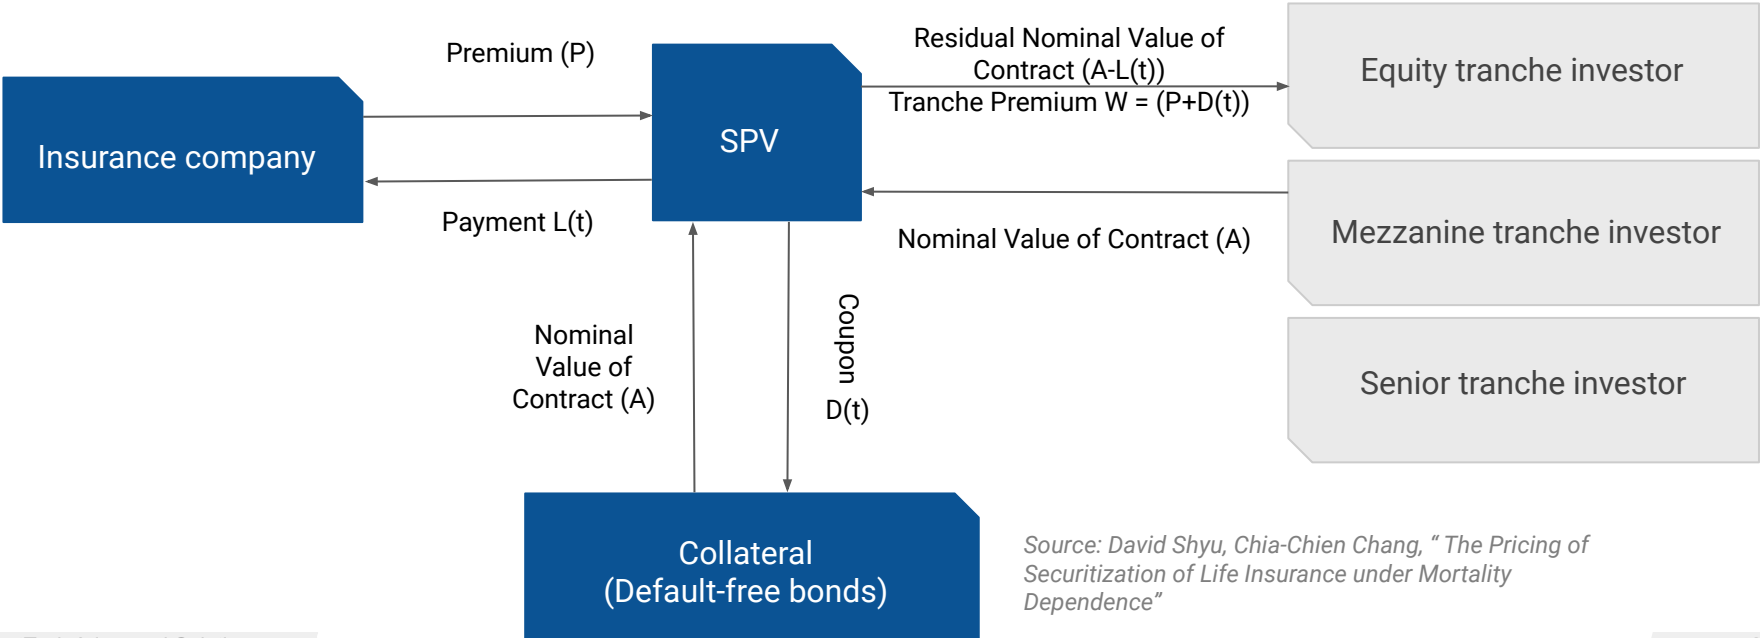 Premium (P)
Residual Nominal Value of
Contract (A-L(t))
Tranche Premium W = (P+D(t))
Equity tranche investor
Insurance company
SPV
Payment L(t)
Nominal Value of Contract (A)
Mezzanine tranche investor
Nominal
Value of
Contract (A)
Coupon
D(t)
Senior tranche investor
Collateral
(Default-free bonds)
Source: David Shyu, Chia-Chien Chang, “ The Pricing of
Securitization of Life Insurance under Mortality
Dependence”